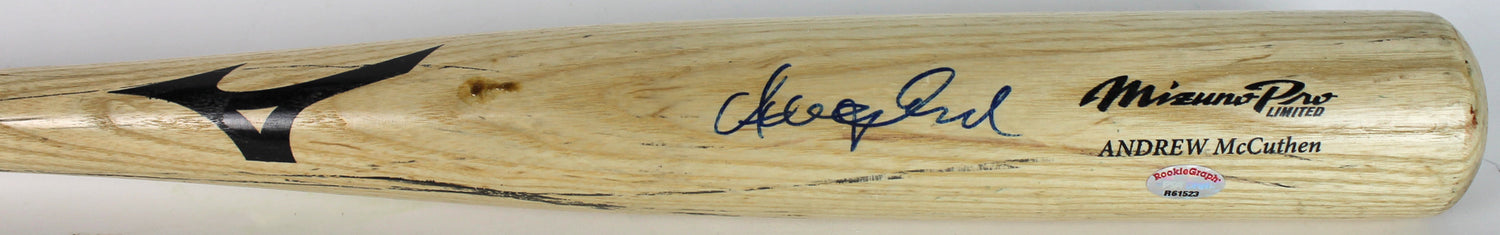 Mizuno Pro
LIMITED
ANDREW McCuthen
RookieGraph
R61523